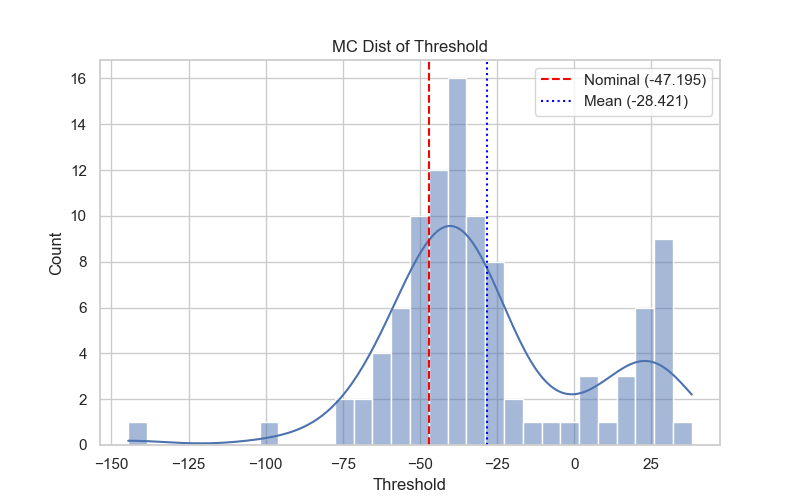 MC Dist of Threshold
Nominal (-47.195)
Mean (-28.421)
Count
16
14
12
10
8
6
4
2
0
−150 −125 −100 −75 −50 −25 0 25
Threshold